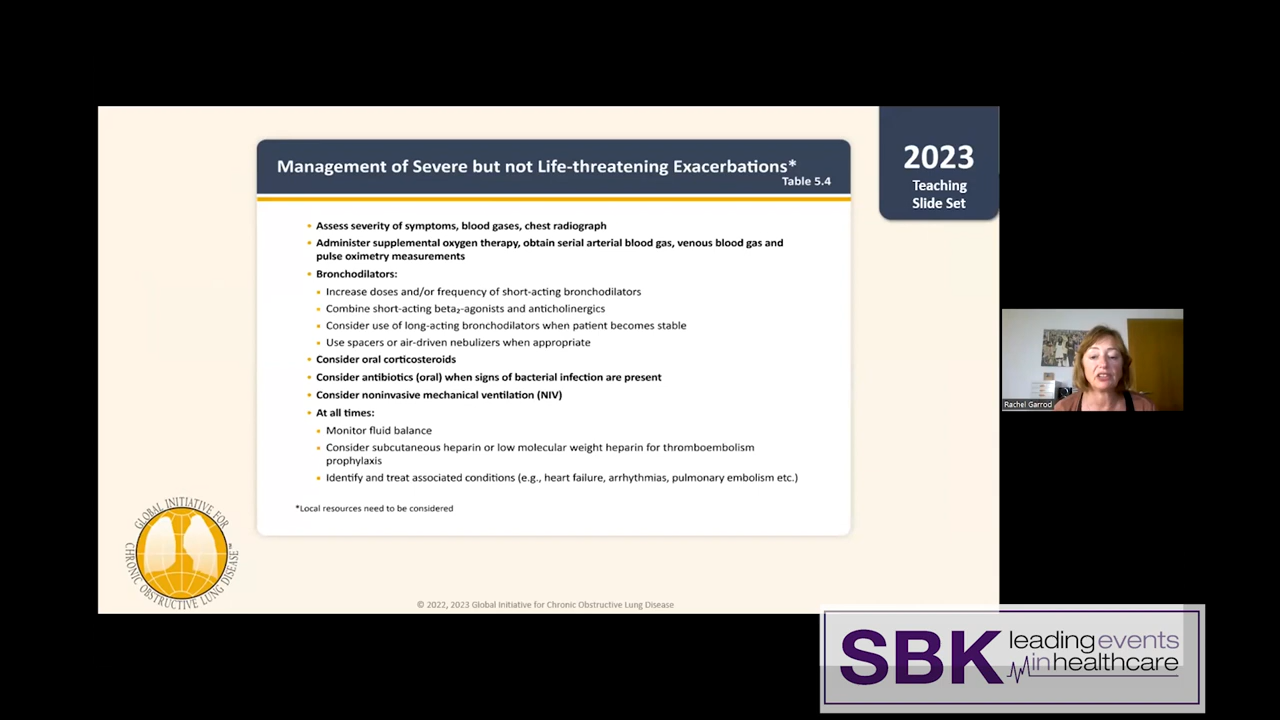 Management of Severe but not Life-threatening Exacerbations*
Table 5.4
2023
Teaching
Slide Set
Assess severity of symptoms, blood gases, chest radiograph
Administer supplemental oxygen therapy, obtain serial arterial blood gas, venous blood gas and
pulse oximetry measurements
Bronchodilators:
Increase doses and/or frequency of short-acting bronchodilators
Combine short-acting beta₂-agonists and anticholinergics
Consider use of long-acting bronchodilators when patient becomes stable
Use spacers or air-driven nebulizers when appropriate
Consider oral corticosteroids
Consider antibiotics (oral) when signs of bacterial infection are present
Consider noninvasive mechanical ventilation (NIV)
At all times:
Monitor fluid balance
Consider subcutaneous heparin or low molecular weight heparin for thromboembolism
prophylaxis
Identify and treat associated conditions (e.g., heart failure, arrhythmias, pulmonary embolism etc.)
*Local resources need to be considered
GLOBAL INITIATIVE FOR
CHRONIC OBSTRUCTIVE LUNG DISEASE™
© 2022, 2023 Global Initiative for Chronic Obstructive Lung Disease
Rachel Garrod
SBK leading events
in healthcare